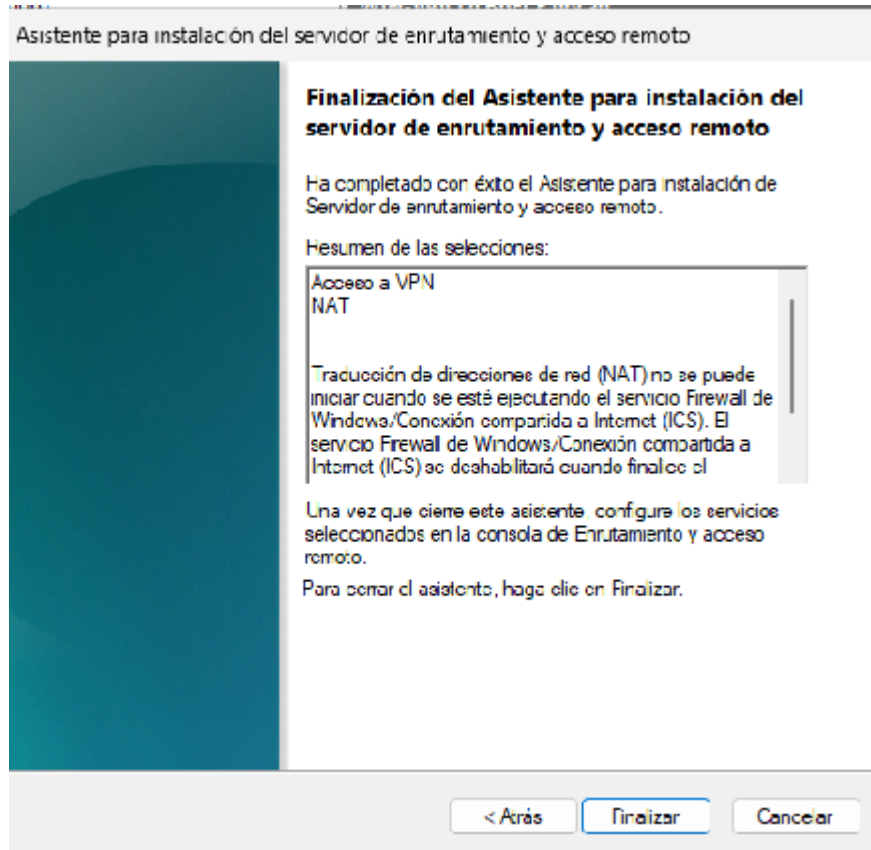 Asistente para instalación del servidor de enrutamiento y acceso remoto
Finalización del Asistente para instalación del
servidor de enrutamiento y acceso remoto
Ha completado con éxito el Asistente para instalación de
Servidor de enrutamiento y acceso remoto.
Resumen de las selecciones:
Acceso a VPN
NAT
Traducción de direcciones de red (NAT) no se puede
iniciar cuando se esté ejecutando el servicio Firewall de
Windows/Conexión compartida a Internet (ICS). El
servicio Firewall de Windows/Conexión compartida a
Internet (ICS) se deshabilitará cuando finalice el
Una vez que cierre este asistente, configure los servicios
seleccionados en la consola de Enrutamiento y acceso
remoto.
Para cerrar el asistente, haga clic en Finalizar.
< Atrás
Finalizar
Cancelar